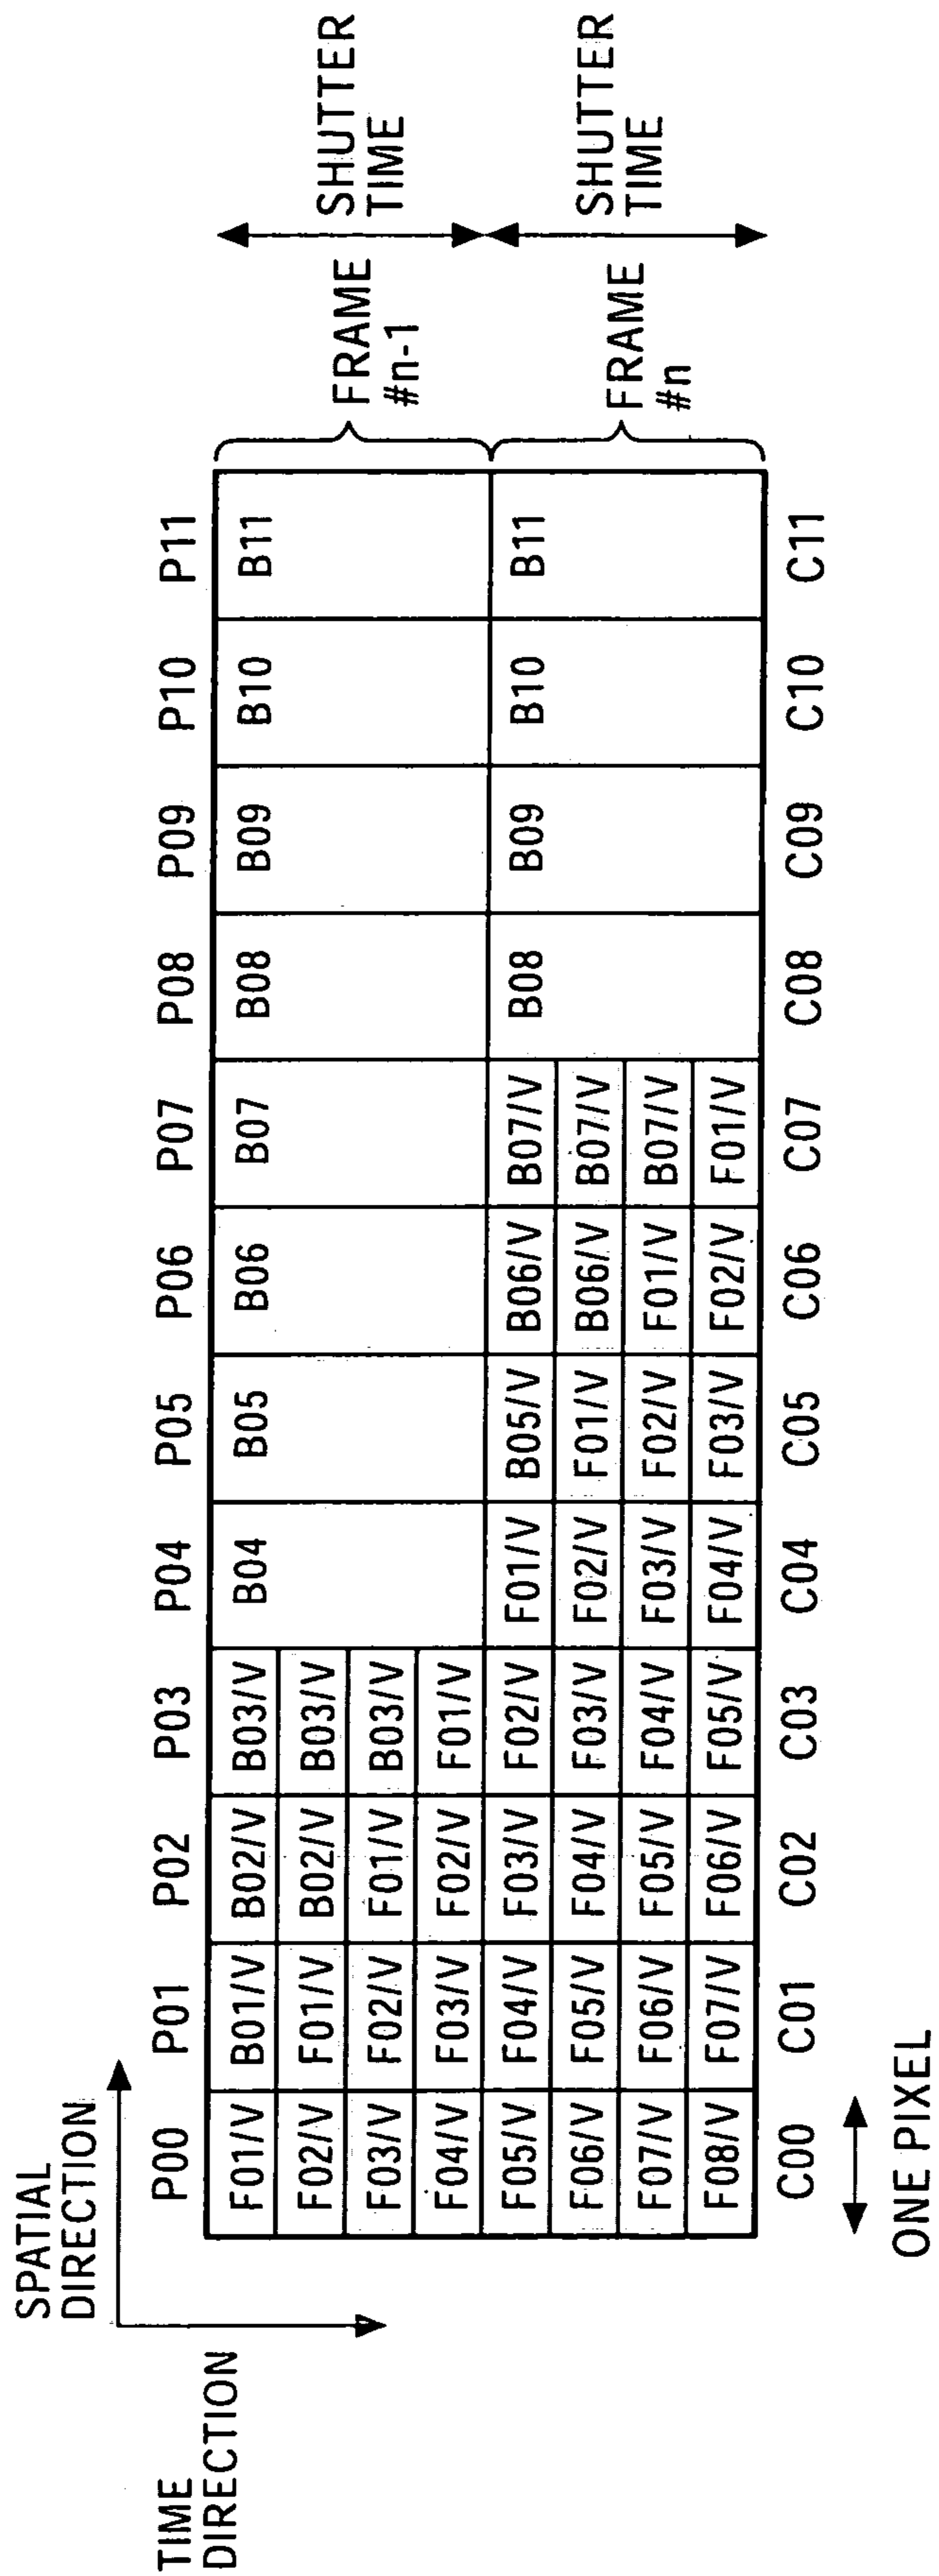 SPATIAL
DIRECTION
TIME
DIRECTION
P00 P01 P02 P03 P04 P05 P06 P07 P08 P09 P10 P11
F01/V B01/V B02/V B03/V B04 B05 B06 B07 B08 B09 B10 B11
F02/V F01/V B02/V B03/V
F03/V F02/V F01/V B03/V
F04/V F03/V F02/V F01/V
F05/V F04/V F03/V F02/V F01/V B05/V B06/V B07/V B08 B09 B10 B11
F06/V F05/V F04/V F03/V F02/V F01/V B06/V B07/V
F07/V F06/V F05/V F04/V F03/V F02/V F01/V B07/V
F08/V F07/V F06/V F05/V F04/V F03/V F02/V F01/V
C00 C01 C02 C03 C04 C05 C06 C07 C08 C09 C10 C11
FRAME
#n-1
SHUTTER
TIME
FRAME
#n
SHUTTER
TIME
ONE PIXEL